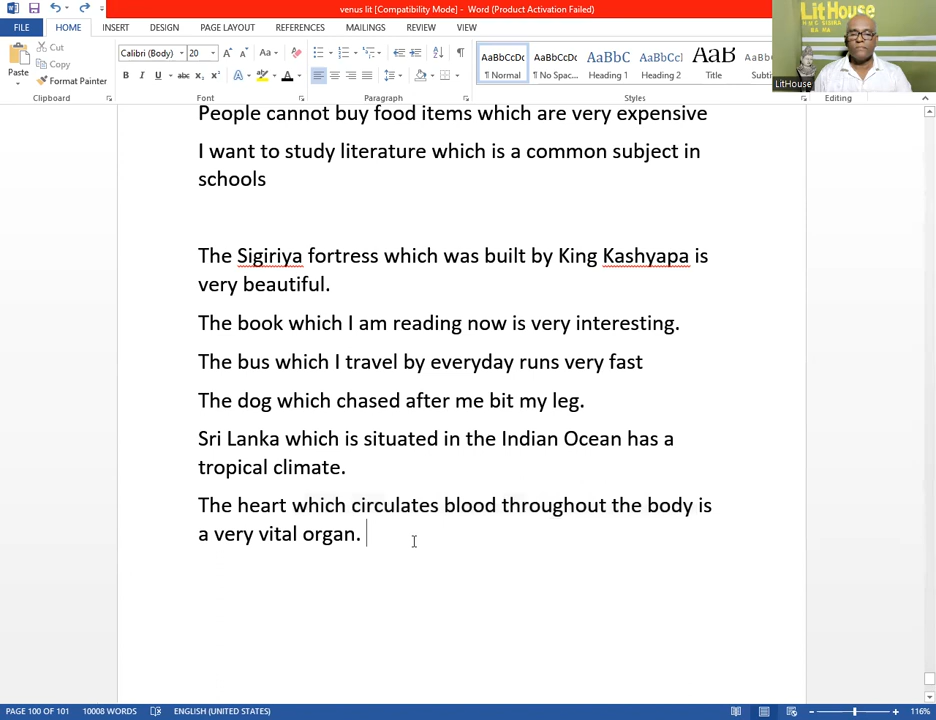 venus lit [Compatibility Mode] - Word (Product Activation Failed)
FILE HOME INSERT DESIGN PAGE LAYOUT REFERENCES MAILINGS REVIEW VIEW
Paste
Cut
Copy
Format Painter
Calibri (Body) 20
AaBbCcDc AaBbCcDc AaBbC AaBbCcl AaB AaBb
¶ Normal ¶ No Spac... Heading 1 Heading 2 Title
Clipboard Font Paragraph Styles Editing
LitHouse
LitHouse
People cannot buy food items which are very expensive
I want to study literature which is a common subject in
schools
The Sigiriya fortress which was built by King Kashyapa is
very beautiful.
The book which I am reading now is very interesting.
The bus which I travel by everyday runs very fast
The dog which chased after me bit my leg.
Sri Lanka which is situated in the Indian Ocean has a
tropical climate.
The heart which circulates blood throughout the body is
a very vital organ.
PAGE 100 OF 101 10008 WORDS ENGLISH (UNITED STATES) 116%